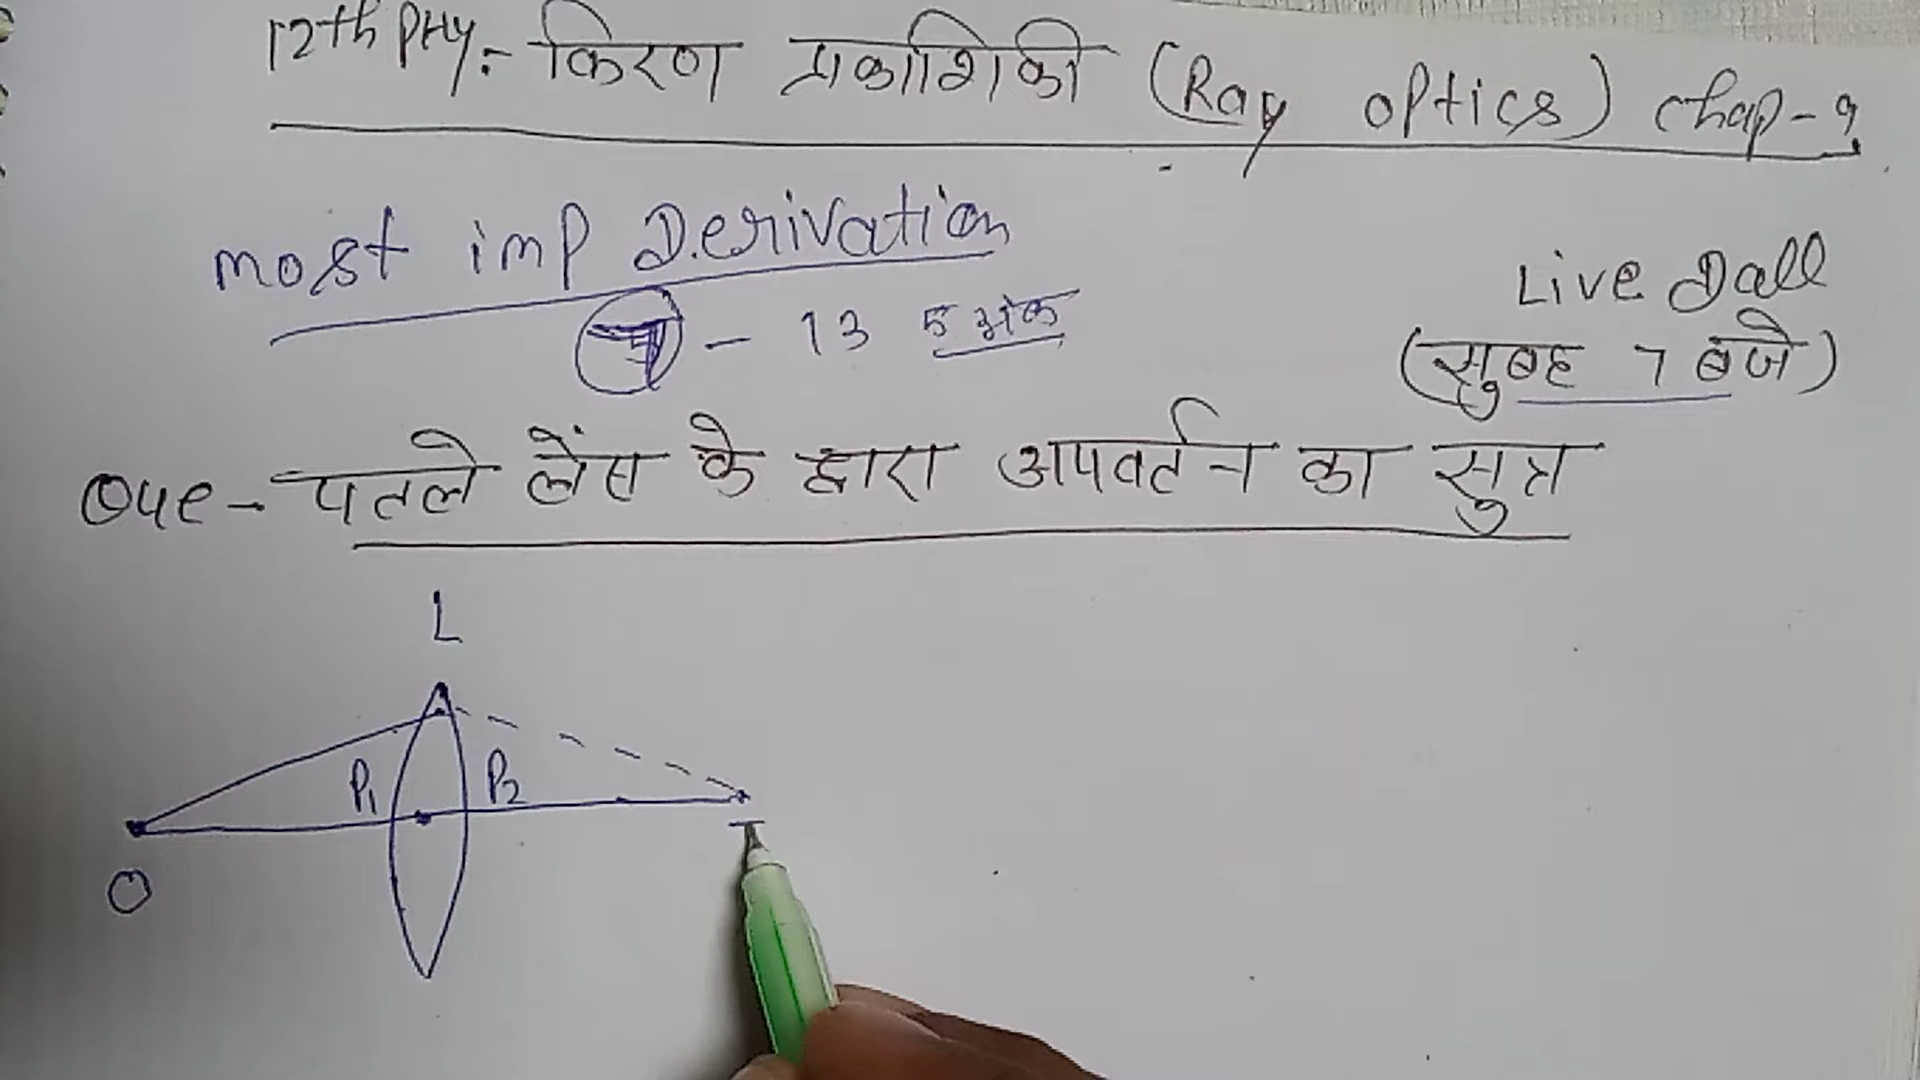 12th PHy:- किरण प्रकाशिकी (Ray optics) chap-9
most imp Derivation
13 5 अंक
Live Dall
(सुबह 7 बजे)
Que- पतले लेंस के द्वारा अपवर्तन का सुत्र
L
P1 P2
O
I